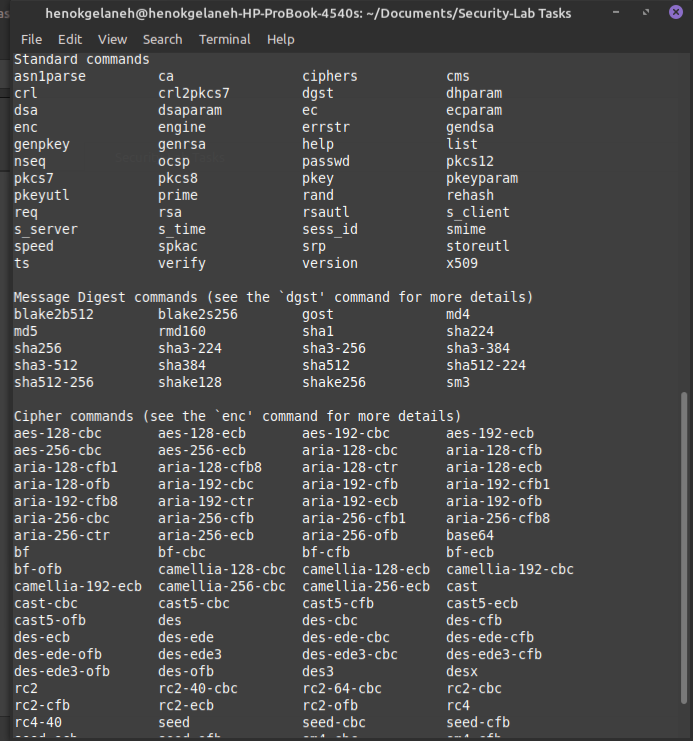 henokgelaneh@henokgelaneh-HP-ProBook-4540s: ~/Documents/Security-Lab Tasks
File Edit View Search Terminal Help
Standard commands
asn1parse ca ciphers cms
crl crl2pkcs7 dgst dhparam
dsa dsaparam ec ecparam
enc engine errstr gendsa
genpkey genrsa help list
nseq ocsp passwd pkcs12
pkcs7 pkcs8 pkey pkeyparam
pkeyutl prime rand rehash
req rsa rsautl s_client
s_server s_time sess_id smime
speed spkac srp storeutl
ts verify version x509
Message Digest commands (see the `dgst' command for more details)
blake2b512 blake2s256 gost md4
md5 rmd160 sha1 sha224
sha256 sha3-224 sha3-256 sha3-384
sha3-512 sha384 sha512 sha512-224
sha512-256 shake128 shake256 sm3
Cipher commands (see the `enc' command for more details)
aes-128-cbc aes-128-ecb aes-192-cbc aes-192-ecb
aes-256-cbc aes-256-ecb aria-128-cbc aria-128-cfb
aria-128-cfb1 aria-128-cfb8 aria-128-ctr aria-128-ecb
aria-128-ofb aria-192-cbc aria-192-cfb aria-192-cfb1
aria-192-cfb8 aria-192-ctr aria-192-ecb aria-192-ofb
aria-256-cbc aria-256-cfb aria-256-cfb1 aria-256-cfb8
aria-256-ctr aria-256-ecb aria-256-ofb base64
bf bf-cbc bf-cfb bf-ecb
bf-ofb camellia-128-cbc camellia-128-ecb camellia-192-cbc
camellia-192-ecb camellia-256-cbc camellia-256-ecb cast
cast-cbc cast5-cbc cast5-cfb cast5-ecb
cast5-ofb des des-cbc des-cfb
des-ecb des-ede des-ede-cbc des-ede-cfb
des-ede-ofb des-ede3 des-ede3-cbc des-ede3-cfb
des-ede3-ofb des-ofb des3 desx
rc2 rc2-40-cbc rc2-64-cbc rc2-cbc
rc2-cfb rc2-ecb rc2-ofb rc4
rc4-40 seed seed-cbc seed-cfb